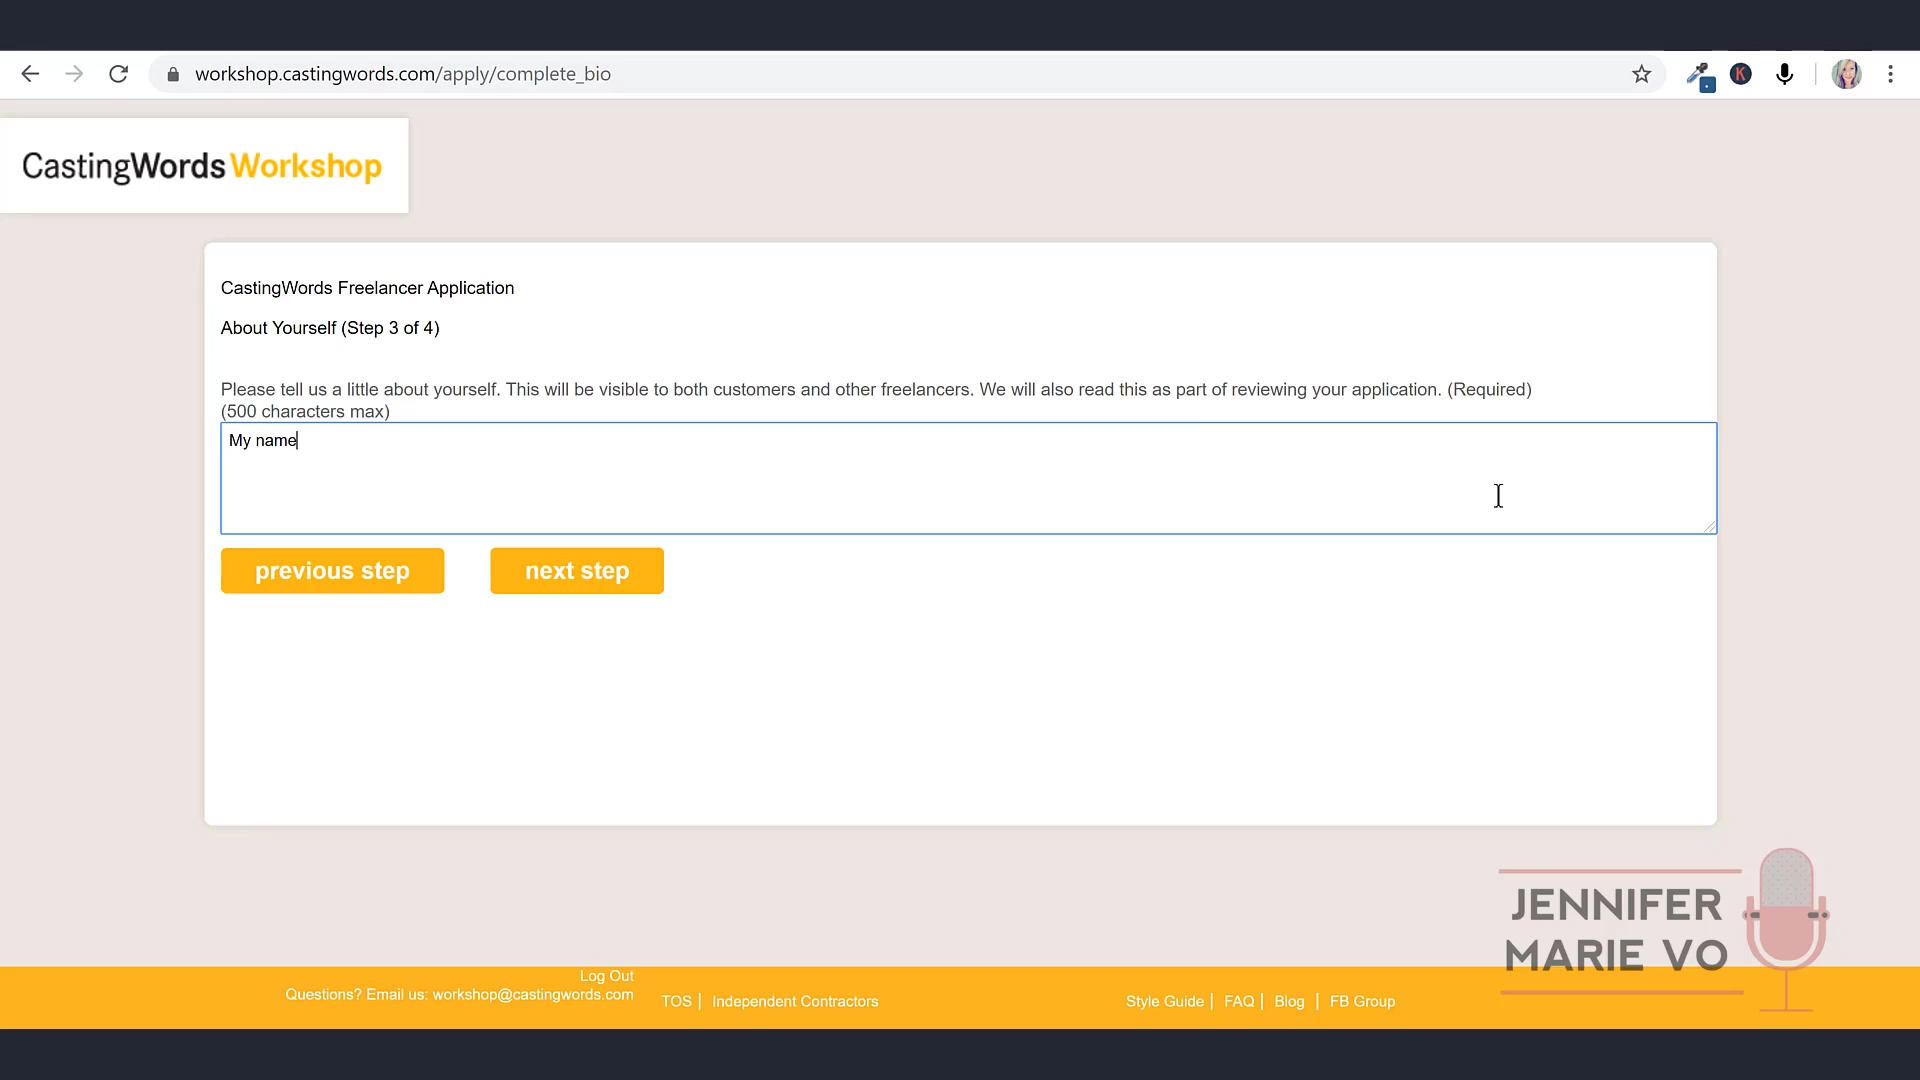 workshop.castingwords.com/apply/complete_bio
K
CastingWords Workshop
CastingWords Freelancer Application
About Yourself (Step 3 of 4)
Please tell us a little about yourself. This will be visible to both customers and other freelancers. We will also read this as part of reviewing your application. (Required)
(500 characters max)
My name
previous step
next step
JENNIFER
MARIE VO
Log Out
Questions? Email us: workshop@castingwords.com
TOS | Independent Contractors
Style Guide | FAQ | Blog | FB Group